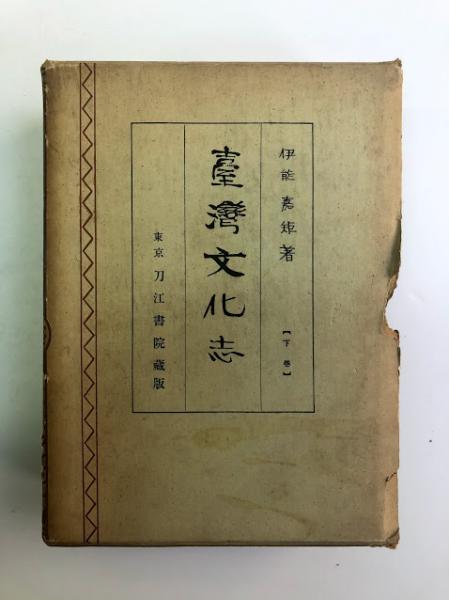 伊能嘉矩著
【下卷】
臺灣文化志
東京 刀江書院藏版